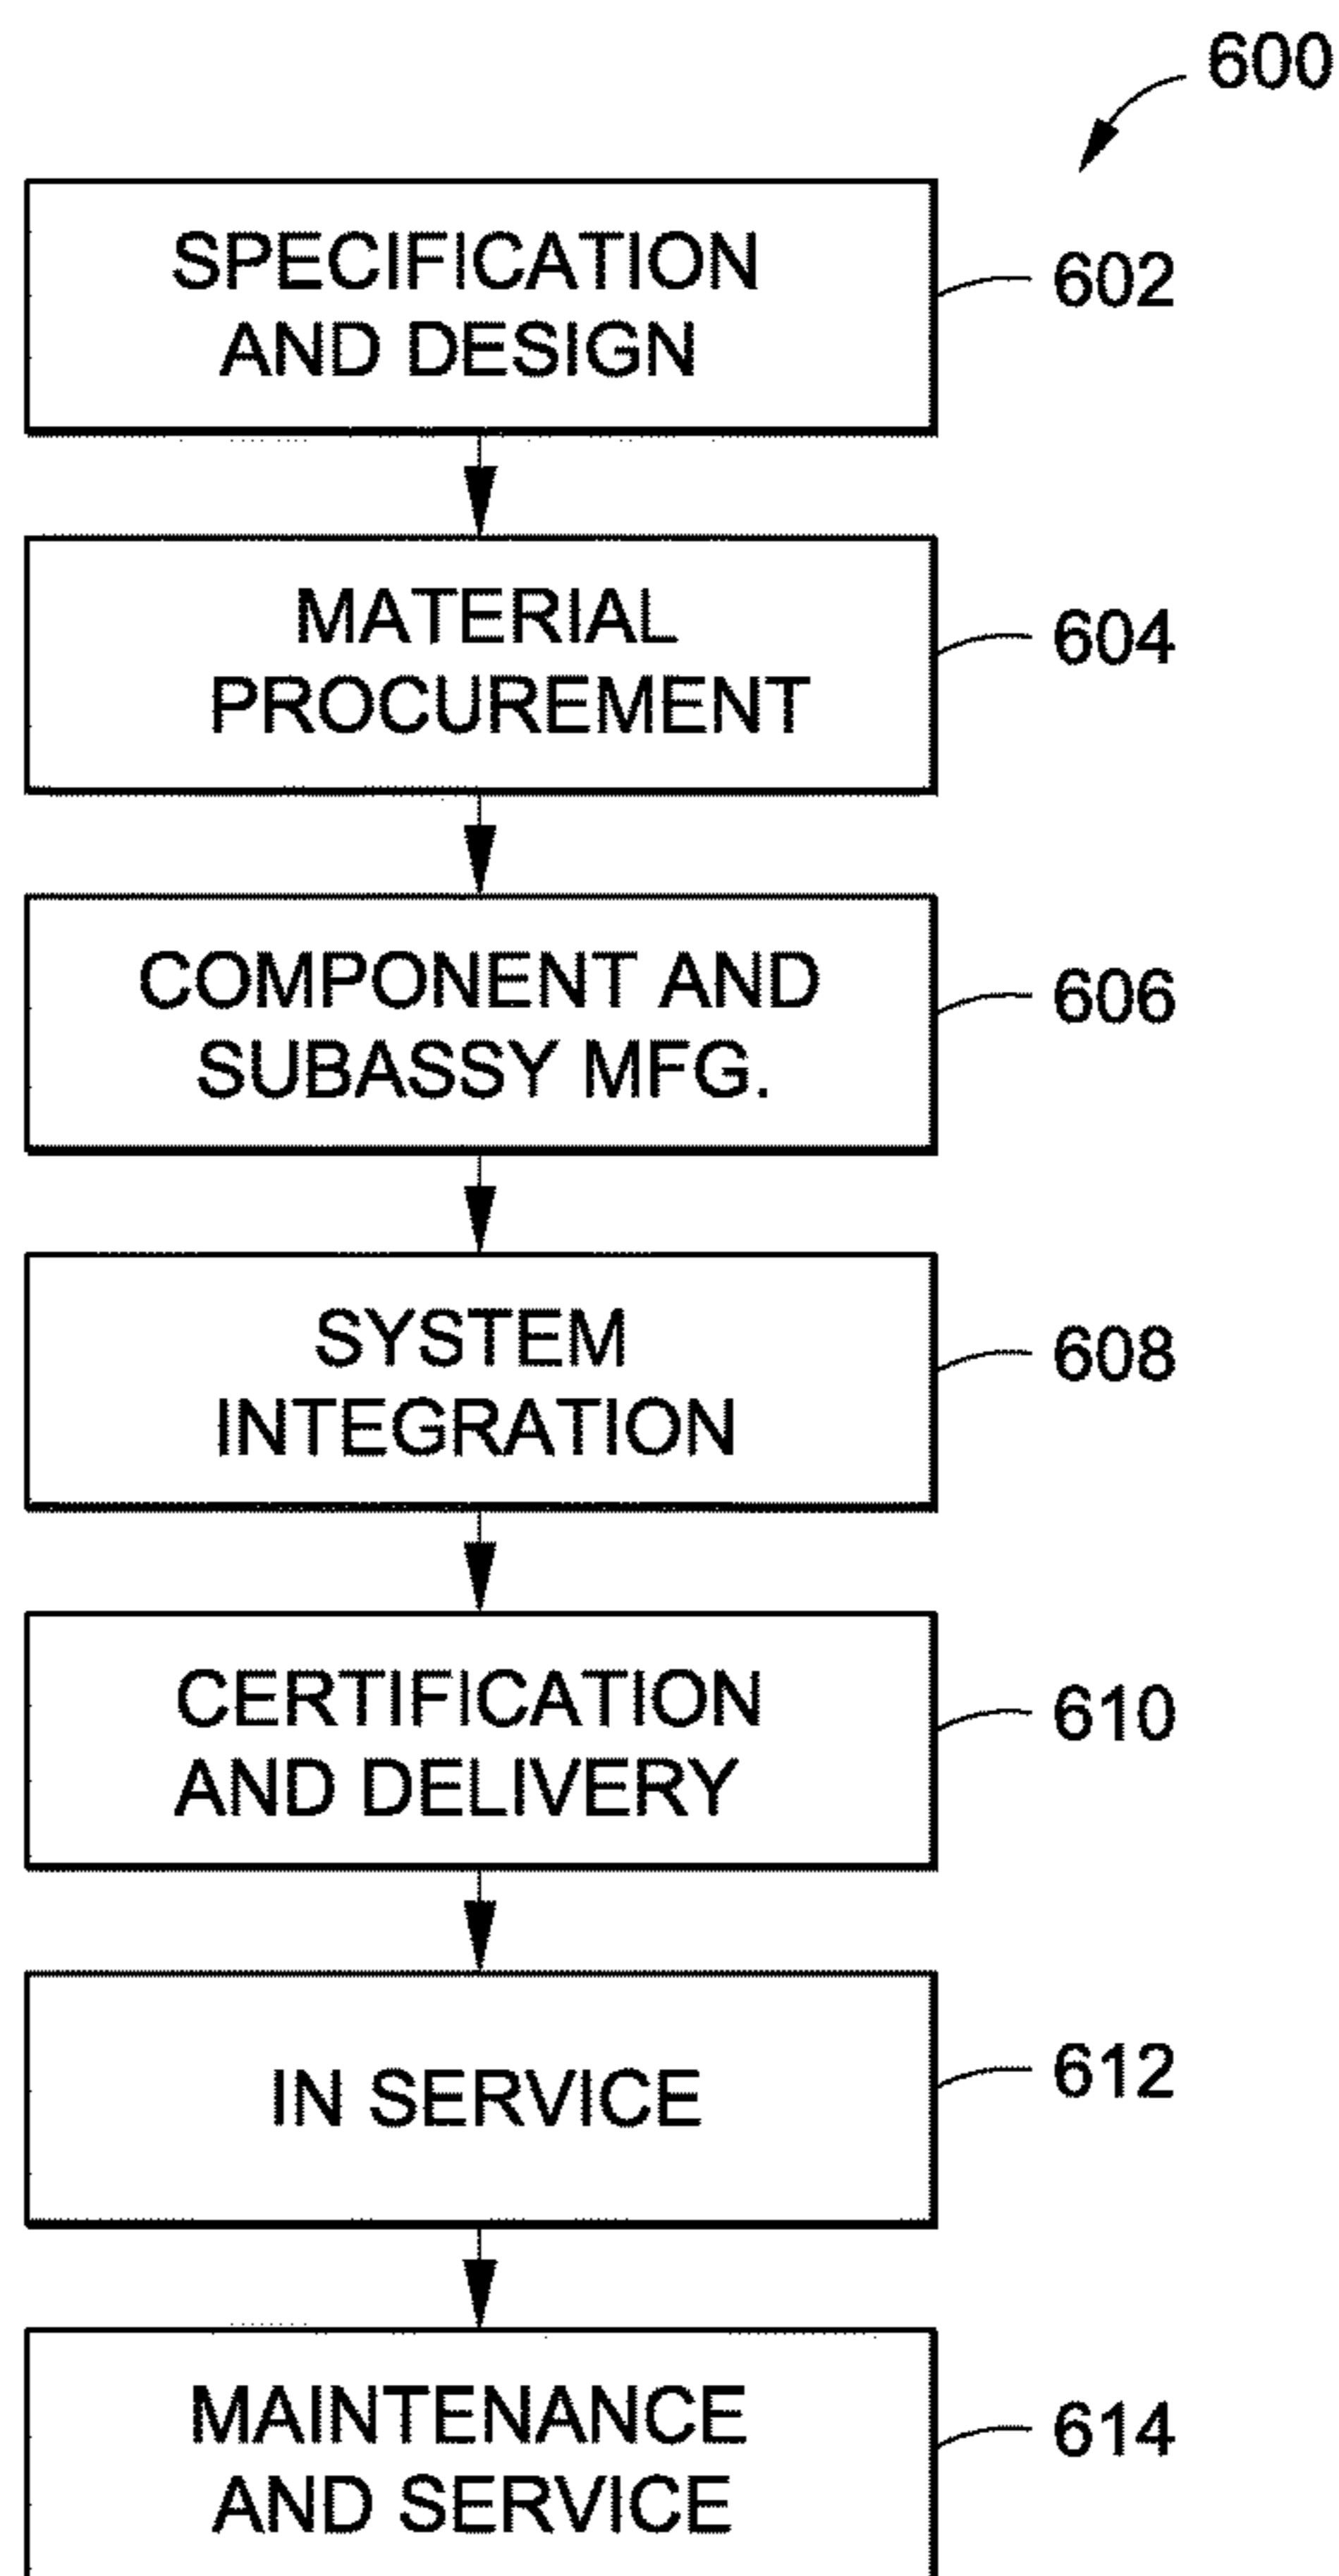 600
SPECIFICATION
AND DESIGN
602
MATERIAL
PROCUREMENT
604
COMPONENT AND
SUBASSY MFG.
606
SYSTEM
INTEGRATION
608
CERTIFICATION
AND DELIVERY
610
IN SERVICE
612
MAINTENANCE
AND SERVICE
614